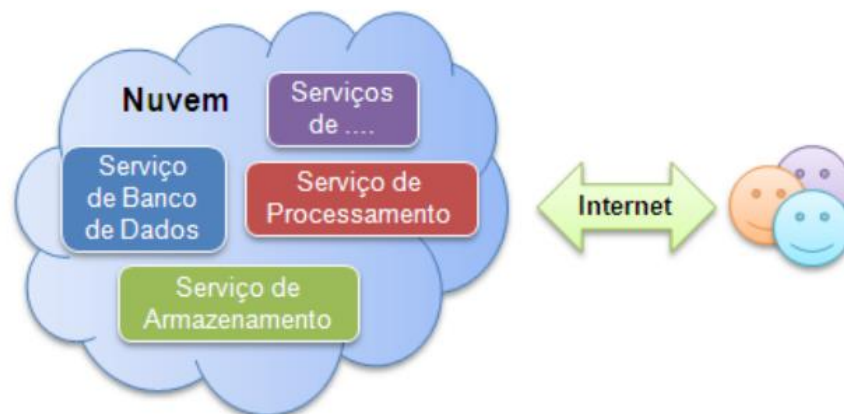 Nuvem
Serviços
de ....
Serviço
de Banco
de Dados
Serviço de
Processamento
Serviço de
Armazenamento
Internet